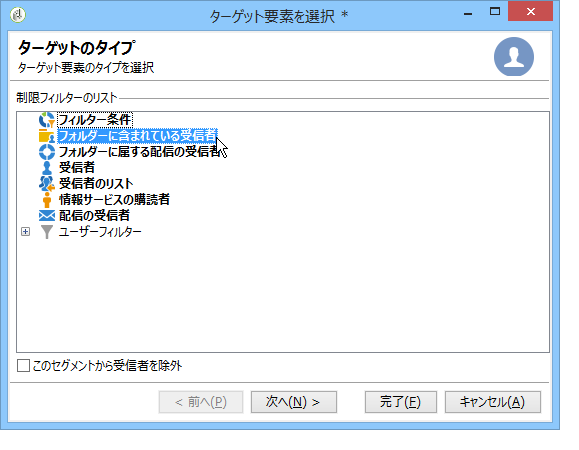 ターゲット要素を選択 *
ターゲットのタイプ
ターゲット要素のタイプを選択
制限フィルターのリスト
フィルター条件
フォルダーに含まれている受信者
フォルダーに属する配信の受信者
受信者
受信者のリスト
情報サービスの購読者
配信の受信者
ユーザーフィルター
このセグメントから受信者を除外
< 前へ(P)
次へ(N) >
完了(F)
キャンセル(A)